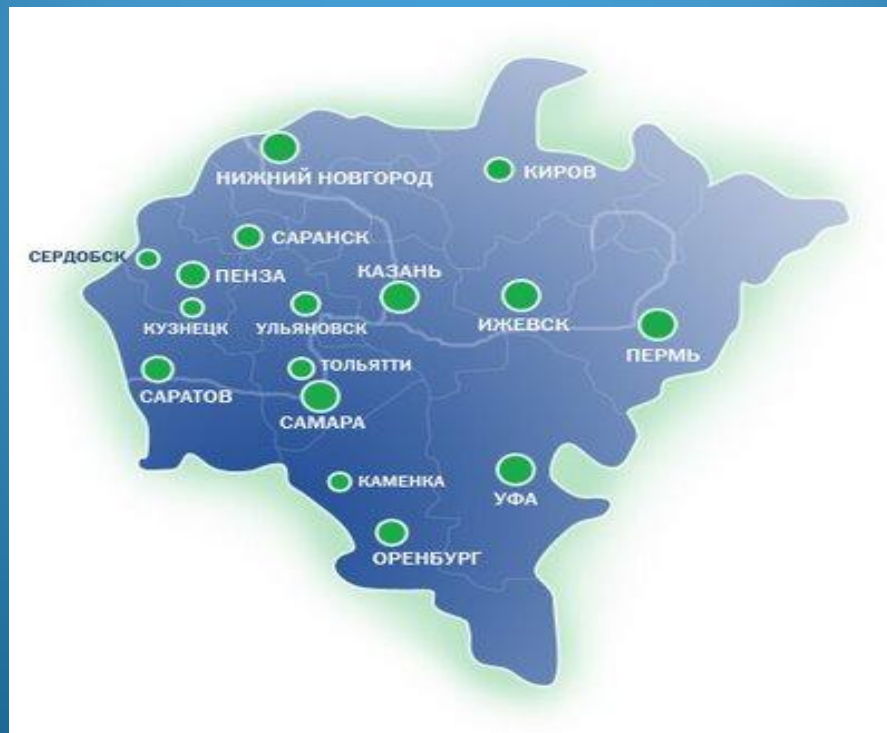 НИЖНИЙ НОВГОРОД
КИРОВ
САРАНСК
СЕРДОБСК
ПЕНЗА
КАЗАНЬ
КУЗНЕЦК
УЛЬЯНОВСК
ИЖЕВСК
ПЕРМЬ
ТОЛЬЯТТИ
САРАТОВ
САМАРА
КАМЕНКА
УФА
ОРЕНБУРГ